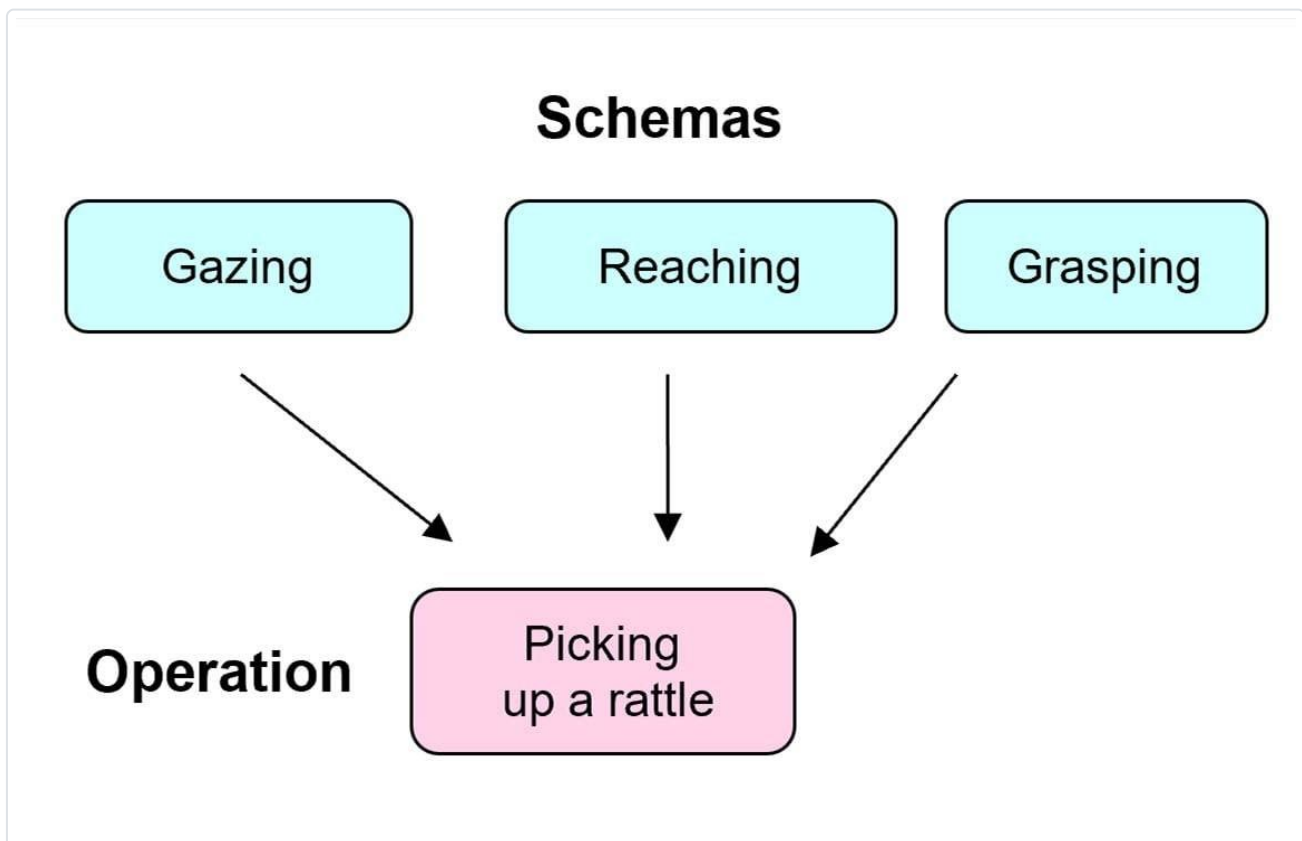 Schemas
Gazing
Reaching
Grasping
Operation
Picking
up a rattle